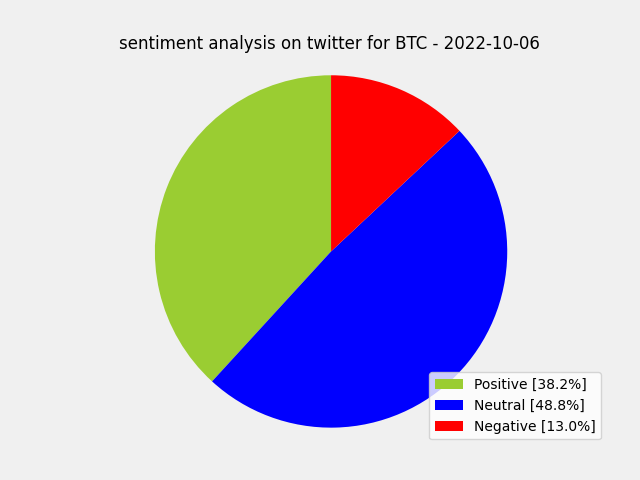 sentiment analysis on twitter for BTC - 2022-10-06
Positive [38.2%]
Neutral [48.8%]
Negative [13.0%]